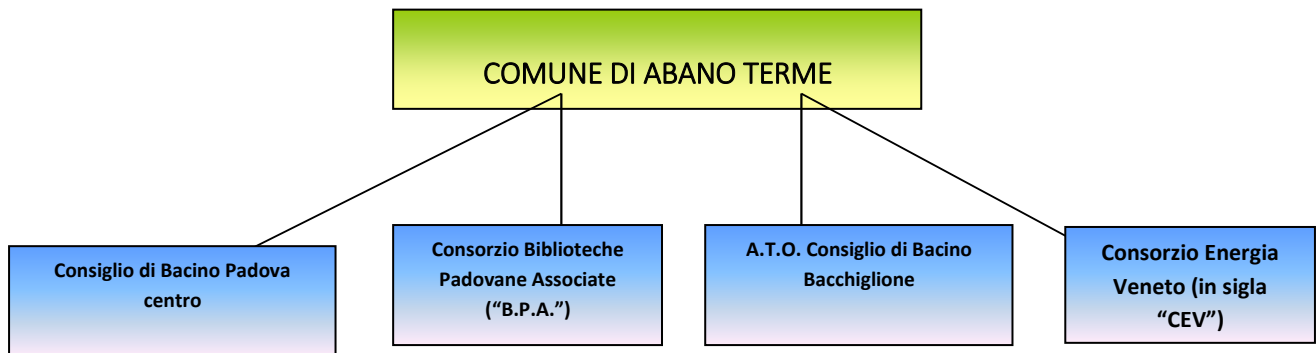 COMUNE DI ABANO TERME
Consiglio di Bacino Padova
centro
Consorzio Biblioteche
Padovane Associate
(“B.P.A.”)
A.T.O. Consiglio di Bacino
Bacchiglione
Consorzio Energia
Veneto (in sigla
“CEV”)